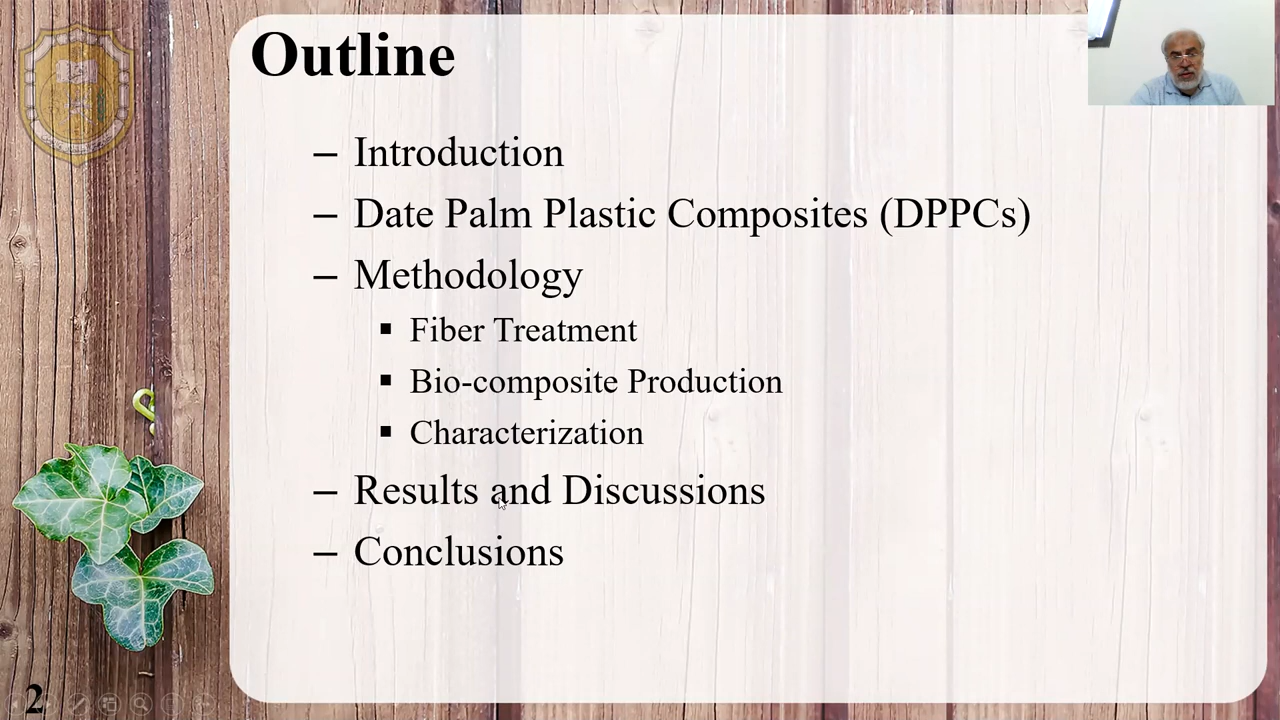 Outline
– Introduction
– Date Palm Plastic Composites (DPPCs)
– Methodology
▪ Fiber Treatment
▪ Bio-composite Production
▪ Characterization
– Results and Discussions
– Conclusions
2